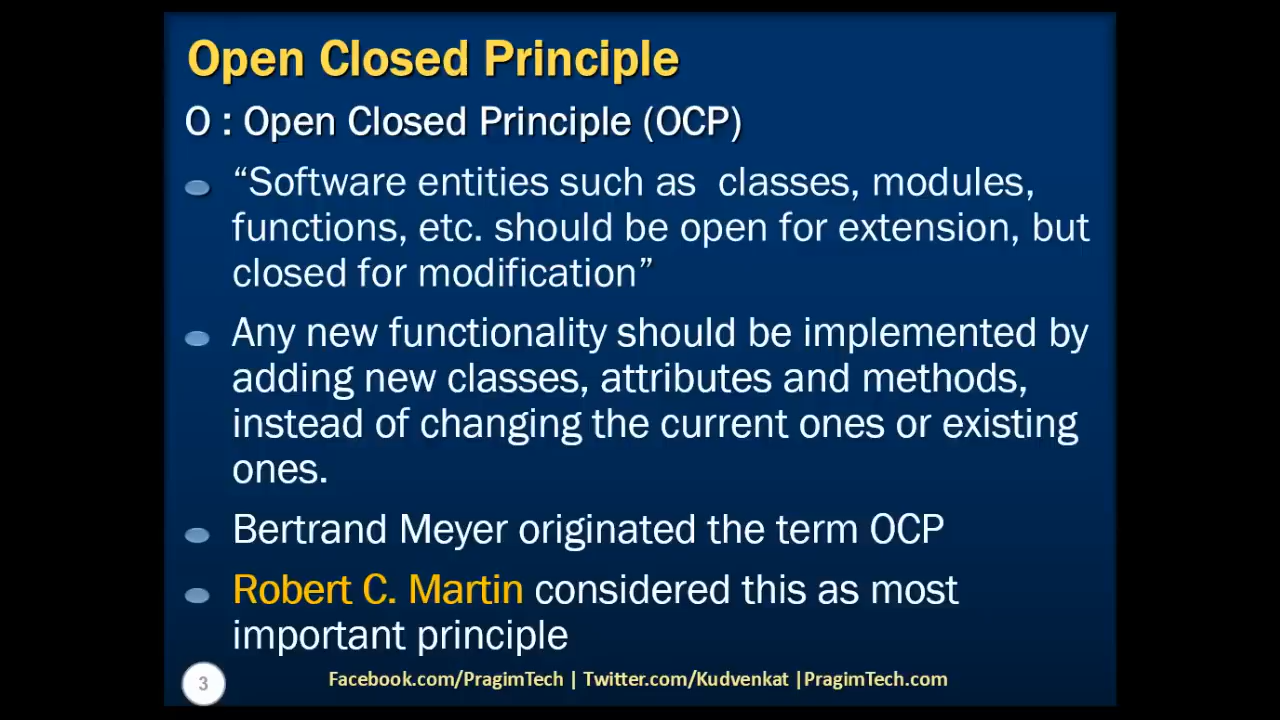 Open Closed Principle
O : Open Closed Principle (OCP)
“Software entities such as classes, modules,
functions, etc. should be open for extension, but
closed for modification”
Any new functionality should be implemented by
adding new classes, attributes and methods,
instead of changing the current ones or existing
ones.
Bertrand Meyer originated the term OCP
Robert C. Martin considered this as most
important principle
3
Facebook.com/PragimTech | Twitter.com/Kudvenkat |PragimTech.com